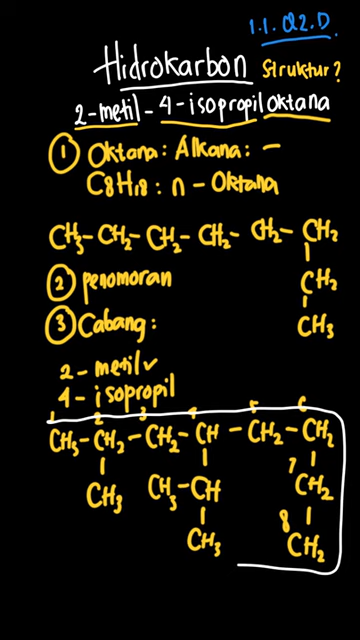 1.1.Q2.D
Hidrokarbon Struktur?
2-metil-4-isopropil oktana
① Oktana: Alkana: −
C8H18: n-Oktana
CH3-CH2-CH2-CH2-CH2-CH2
CH2
CH3
② Penomoran
③ Cabang:
2-metil✓
4-isopropil
1 2 3 4 5 6
CH3-CH2-CH2-CH-CH2-CH2
7
CH3 CH3-CH CH2
8
CH3 CH2